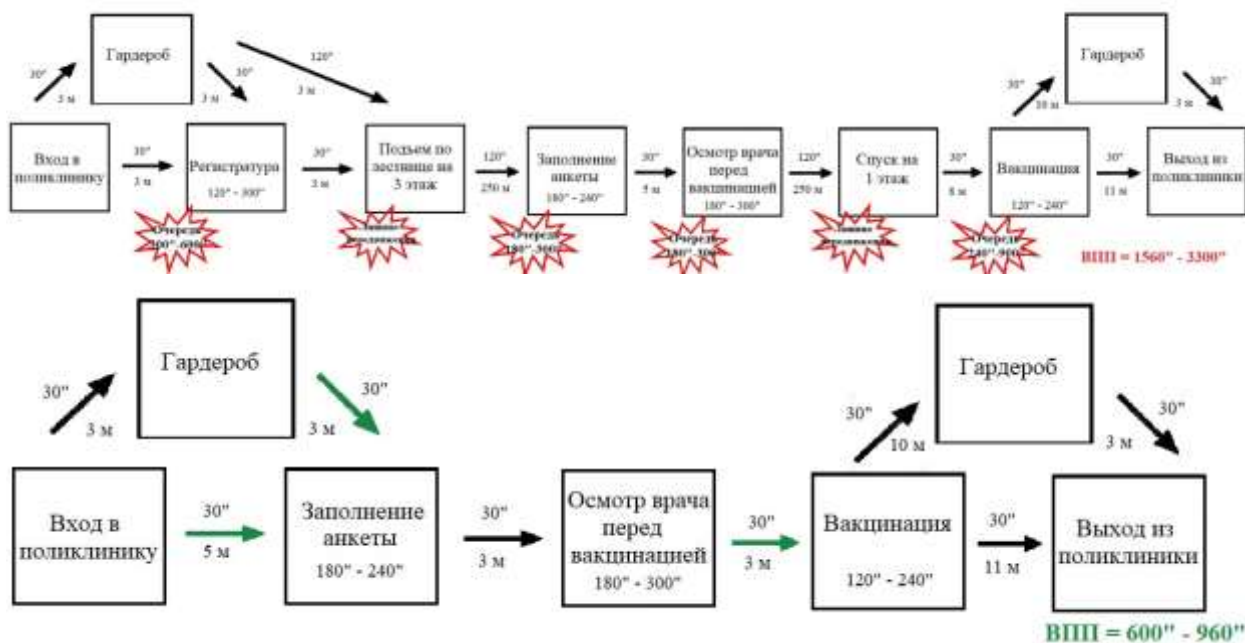 Гардероб
30"
3 м
30"
3 м
120"
3 м
Вход в
поликлинику
30"
3 м
Регистратура
120" - 300"
30"
3 м
Подъем по
лестнице на
3 этаж
120"
250 м
Заполнение
анкеты
180" - 240"
30"
5 м
Осмотр врача
перед
вакцинацией
180" - 300"
120"
250 м
Спуск на
1 этаж
30"
8 м
Вакцинация
120" - 240"
30"
11 м
Выход из
поликлиники
Гардероб
30"
10 м
30"
3 м
Очередь
Очередь
Очередь
Очередь
ВПП = 1560" - 3300"
Гардероб
30"
3 м
30"
3 м
Вход в
поликлинику
30"
5 м
Заполнение
анкеты
180" - 240"
30"
3 м
Осмотр врача
перед
вакцинацией
180" - 300"
30"
3 м
Вакцинация
120" - 240"
30"
11 м
Выход из
поликлиники
Гардероб
30"
10 м
30"
3 м
ВПП = 600" - 960"